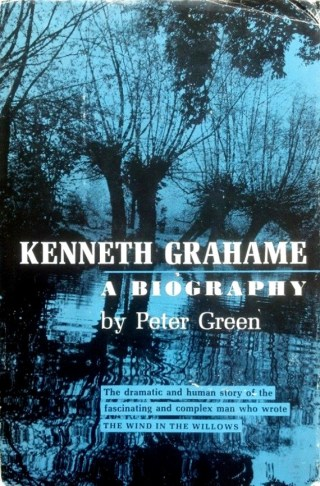 KENNETH GRAHAME
A BIOGRAPHY
by Peter Green
The dramatic and human story of the
fascinating and complex man who wrote
THE WIND IN THE WILLOWS